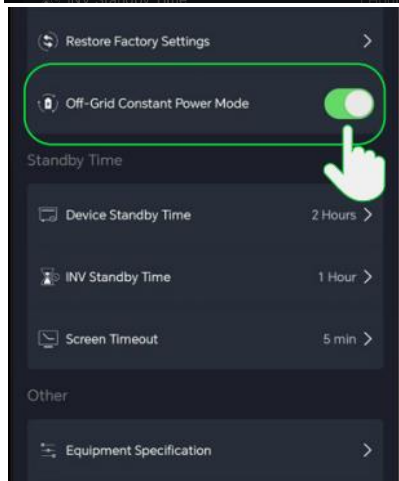 Restore Factory Settings
Off-Grid Constant Power Mode
Standby Time
Device Standby Time 2 Hours
INV Standby Time 1 Hour
Screen Timeout 5 min
Other
Equipment Specification